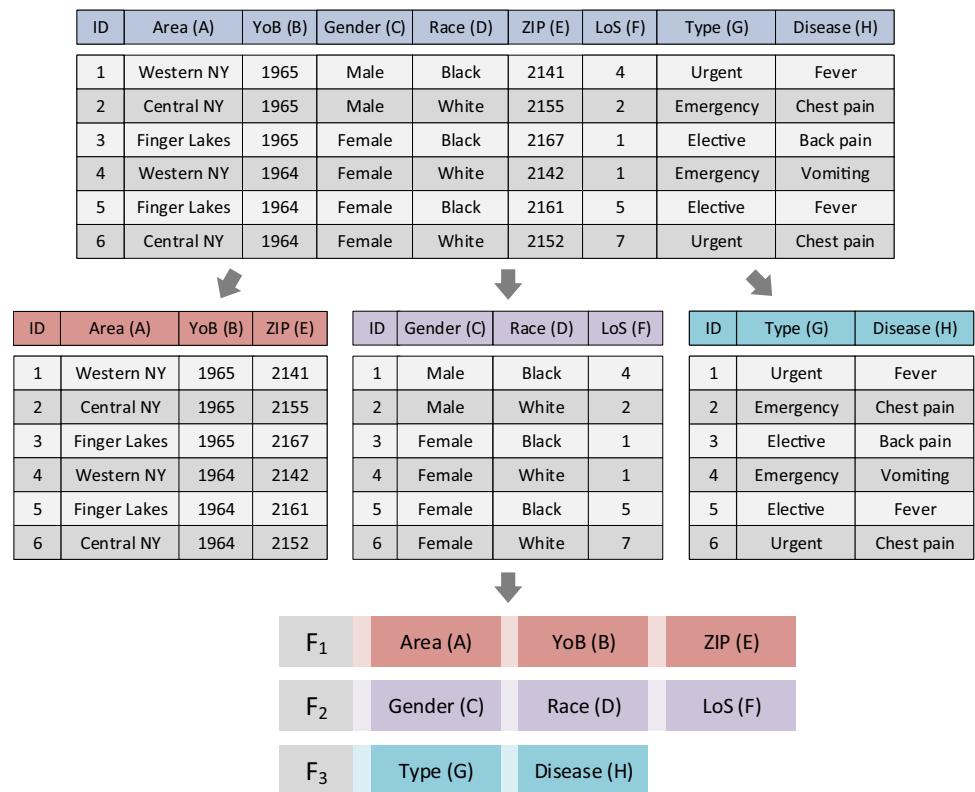 ID Area (A) YoB (B) Gender (C) Race (D) ZIP (E) LoS (F) Type (G) Disease (H)
1 Western NY 1965 Male Black 2141 4 Urgent Fever
2 Central NY 1965 Male White 2155 2 Emergency Chest pain
3 Finger Lakes 1965 Female Black 2167 1 Elective Back pain
4 Western NY 1964 Female White 2142 1 Emergency Vomiting
5 Finger Lakes 1964 Female Black 2161 5 Elective Fever
6 Central NY 1964 Female White 2152 7 Urgent Chest pain
ID Area (A) YoB (B) ZIP (E)
1 Western NY 1965 2141
2 Central NY 1965 2155
3 Finger Lakes 1965 2167
4 Western NY 1964 2142
5 Finger Lakes 1964 2161
6 Central NY 1964 2152
ID Gender (C) Race (D) LoS (F)
1 Male Black 4
2 Male White 2
3 Female Black 1
4 Female White 1
5 Female Black 5
6 Female White 7
ID Type (G) Disease (H)
1 Urgent Fever
2 Emergency Chest pain
3 Elective Back pain
4 Emergency Vomiting
5 Elective Fever
6 Urgent Chest pain
F1 Area (A) YoB (B) ZIP (E)
F2 Gender (C) Race (D) LoS (F)
F3 Type (G) Disease (H)